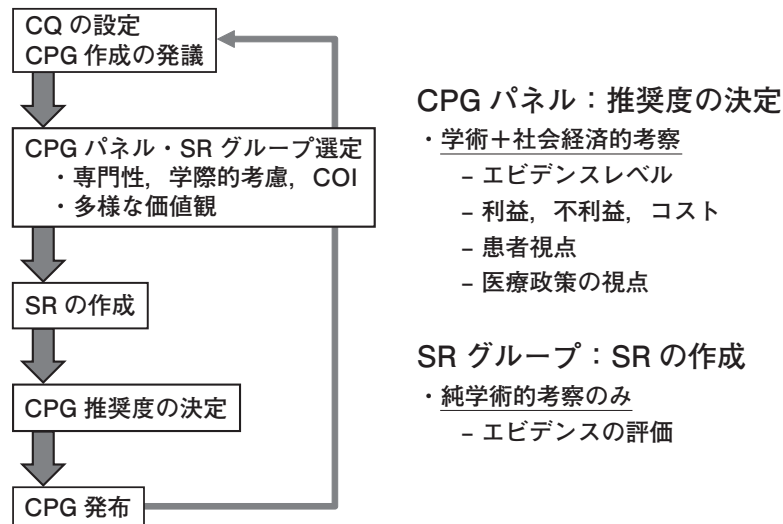 CQ の設定
CPG 作成の発議
CPG パネル・SR グループ選定
・専門性，学際的考慮，COI
・多様な価値観
SR の作成
CPG 推奨度の決定
CPG 発布
CPG パネル：推奨度の決定
・学術＋社会経済的考察
– エビデンスレベル
– 利益，不利益，コスト
– 患者視点
– 医療政策の視点
SR グループ：SR の作成
・純学術的考察のみ
– エビデンスの評価